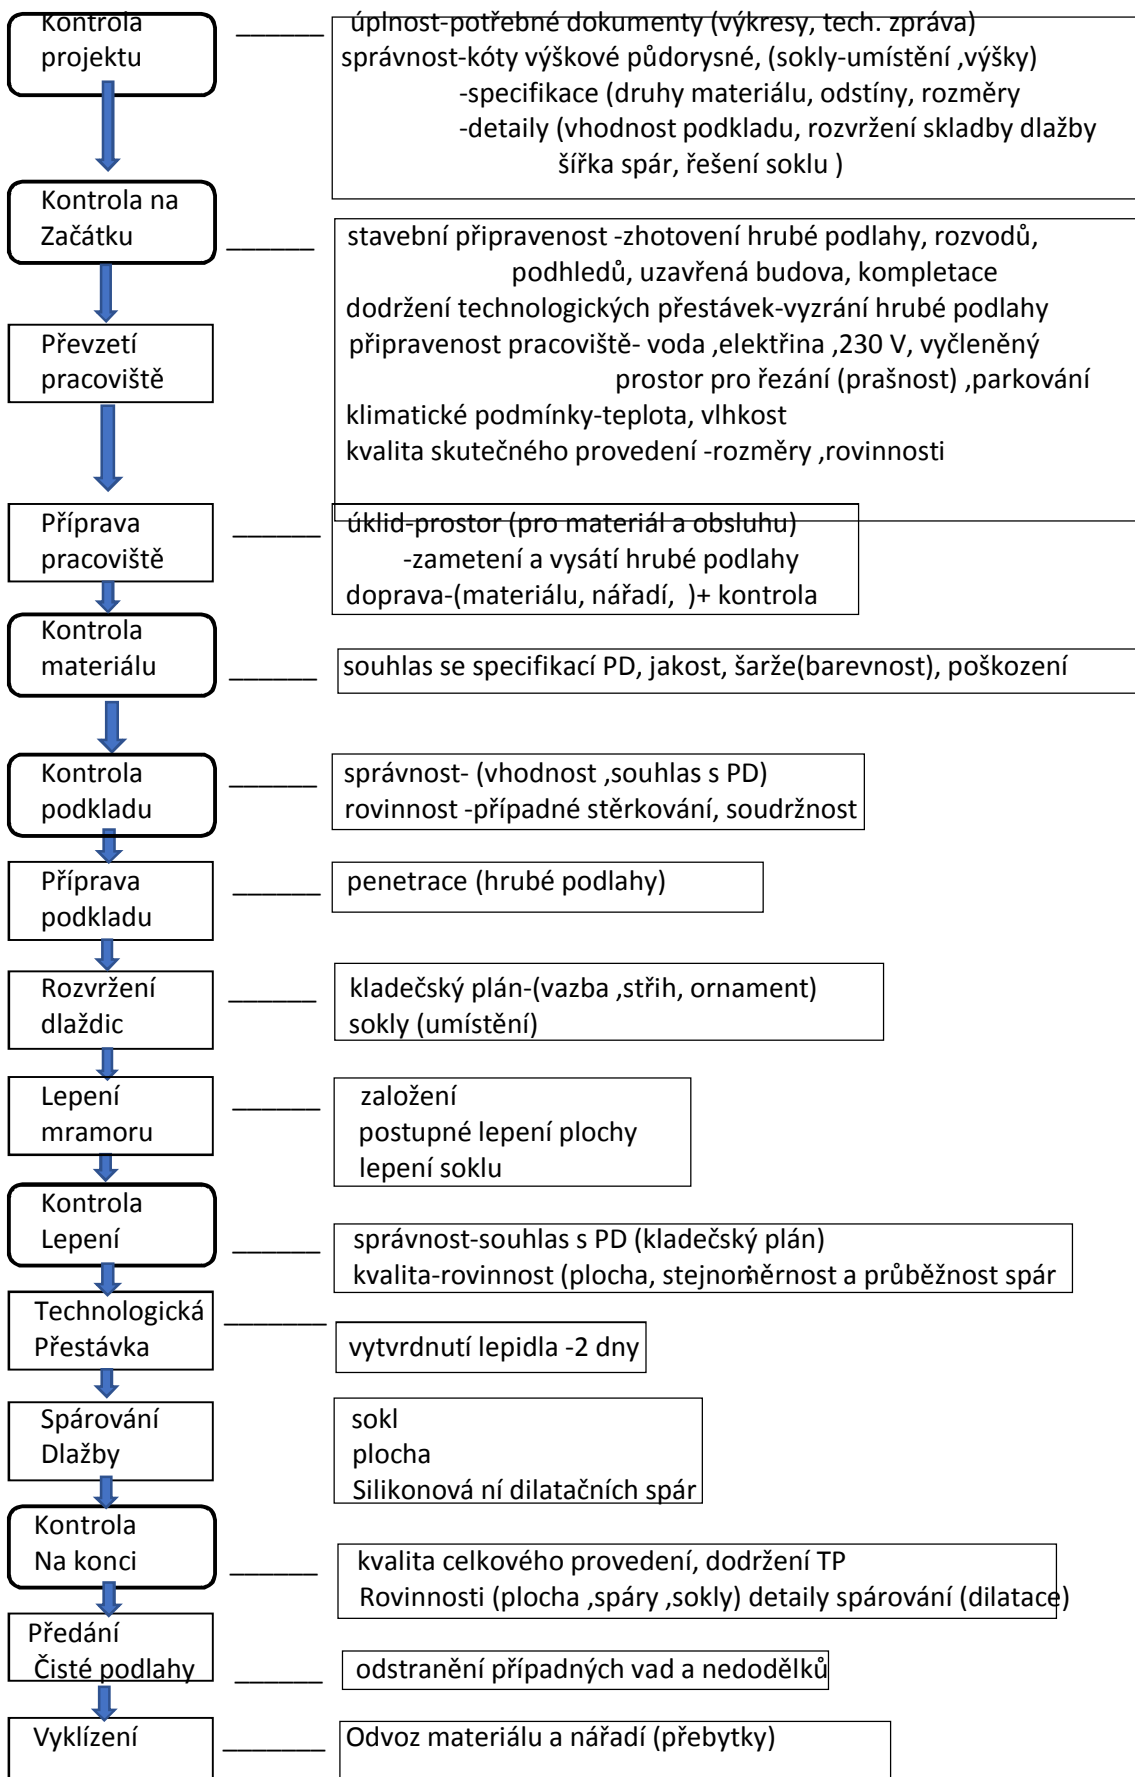 Kontrola
projektu
úplnost-potřebné dokumenty (výkresy, tech. zpráva)
správnost-kóty výškové půdorysné, (sokly-umístění ,výšky)
-specifikace (druhy materiálu, odstíny, rozměry
-detaily (vhodnost podkladu, rozvržení skladby dlažby
šířka spár, řešení soklu )
Kontrola na
Začátku
stavební připravenost -zhotovení hrubé podlahy, rozvodů,
podhledů, uzavřená budova, kompletace
dodržení technologických přestávek-vyzrání hrubé podlahy
připravenost pracoviště- voda ,elektřina ,230 V, vyčleněný
prostor pro řezání (prašnost) ,parkování
klimatické podmínky-teplota, vlhkost
kvalita skutečného provedení -rozměry ,rovinnosti
Převzetí
pracoviště
Příprava
pracoviště
úklid-prostor (pro materiál a obsluhu)
-zametení a vysátí hrubé podlahy
doprava-(materiálu, nářadí,  )+ kontrola
Kontrola
materiálu
souhlas se specifikací PD, jakost, šarže(barevnost), poškození
Kontrola
podkladu
správnost- (vhodnost ,souhlas s PD)
rovinnost -případné stěrkování, soudržnost
Příprava
podkladu
penetrace (hrubé podlahy)
Rozvržení
dlaždic
kladečský plán-(vazba ,střih, ornament)
sokly (umístění)
Lepení
mramoru
založení
postupné lepení plochy
lepení soklu
Kontrola
Lepení
správnost-souhlas s PD (kladečský plán)
kvalita-rovinnost (plocha, stejnoměrnost a průběžnost spár
Technologická
Přestávka
vytvrdnutí lepidla -2 dny
Spárování
Dlažby
sokl
plocha
Silikonová ní dilatačních spár
Kontrola
Na konci
kvalita celkového provedení, dodržení TP
Rovinnosti (plocha ,spáry ,sokly) detaily spárování (dilatace)
Předání
Čisté podlahy
odstranění případných vad a nedodělků
Vyklízení
Odvoz materiálu a nářadí (přebytky)